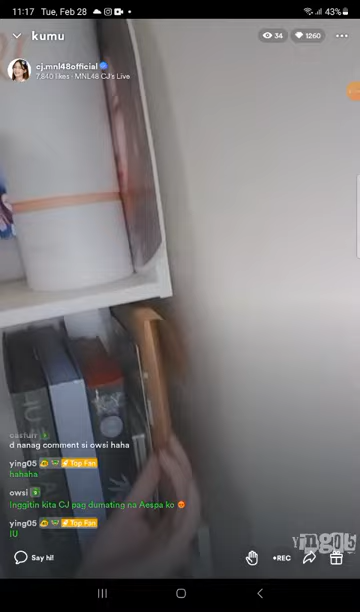 11:17 Tue, Feb 28 43%
kumu
34 1260
cj.mnl48official
7,840 likes • MNL48 CJ's Live
d nanag comment si owsi haha
ying05 Top Fan
hahaha
owsi
Inggitin kita CJ pag dumating na Aespa ko
ying05 Top Fan
IU
Say hi!
•REC